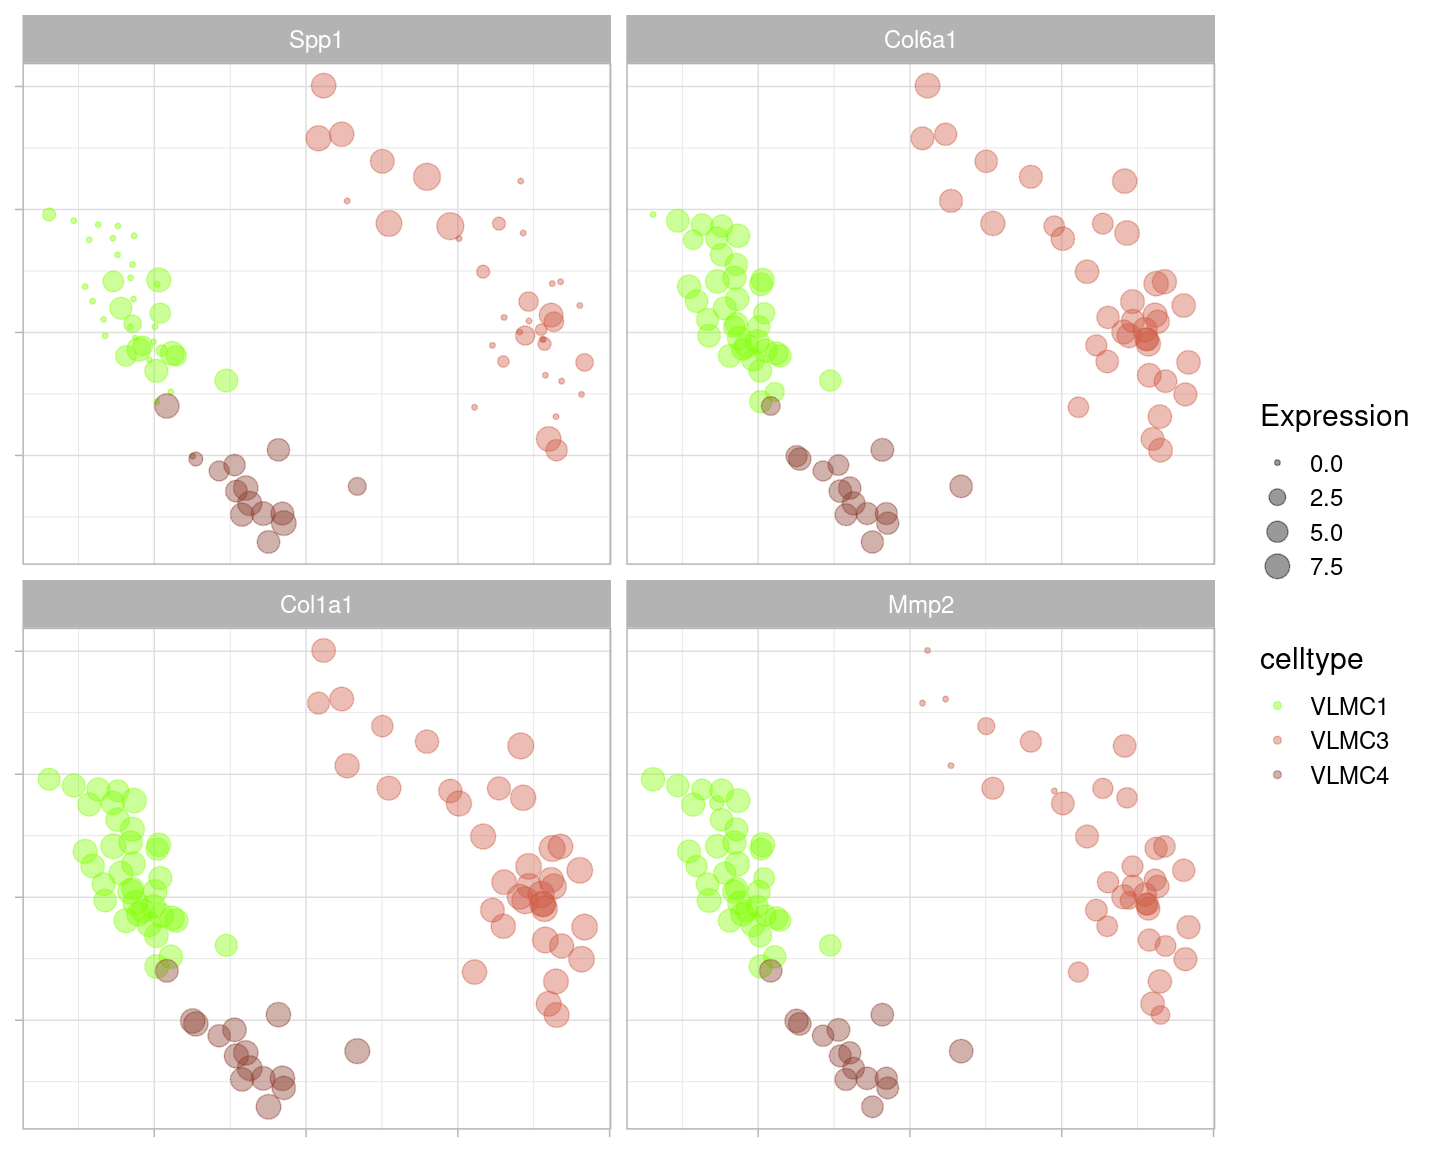 Spp1
Col6a1
Col1a1
Mmp2
Expression
0.0
2.5
5.0
7.5
celltype
VLMC1
VLMC3
VLMC4